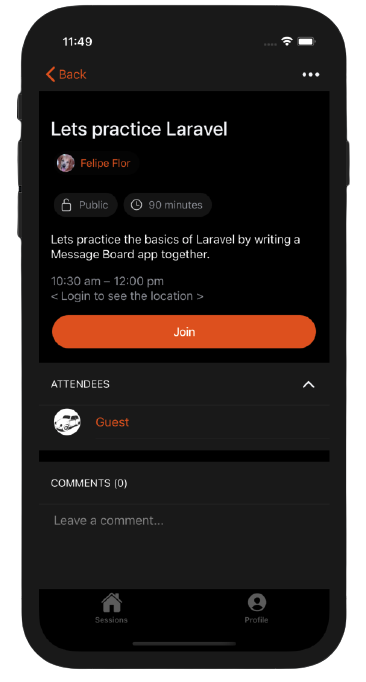 11:49
Back
Lets practice Laravel
Felipe Flor
Public
90 minutes
Lets practice the basics of Laravel by writing a
Message Board app together.
10:30 am – 12:00 pm
< Login to see the location >
Join
ATTENDEES
Guest
COMMENTS (0)
Leave a comment...
Sessions
Profile